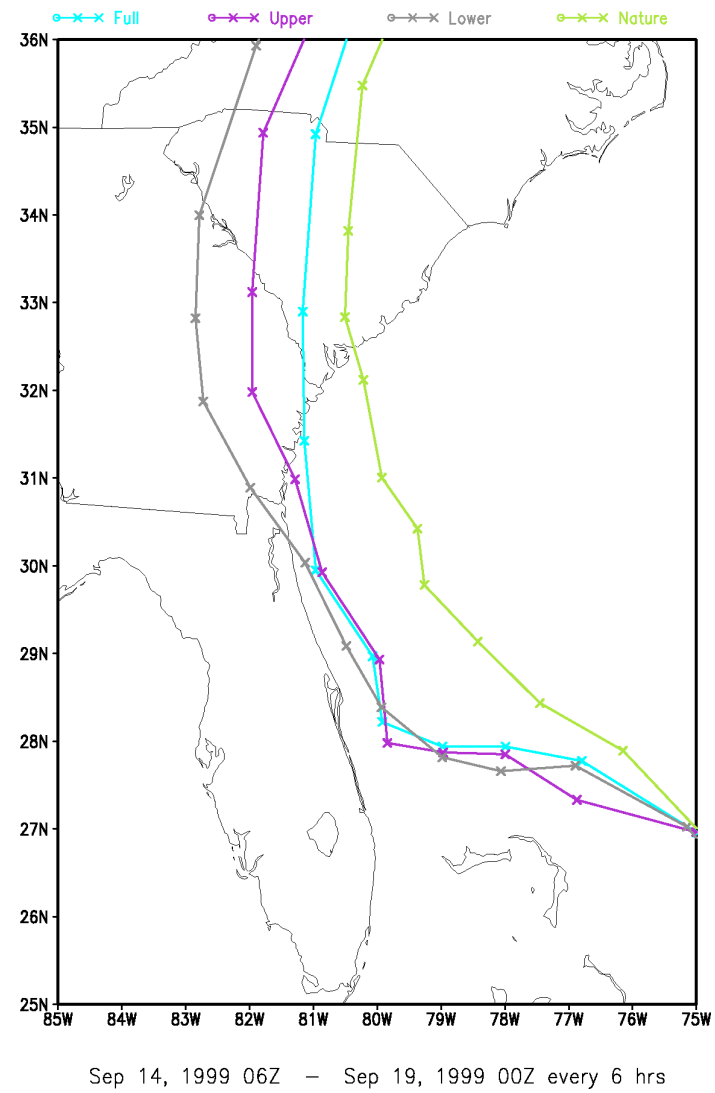 Full Upper Lower Nature
36N
35N
34N
33N
32N
31N
30N
29N
28N
27N
26N
25N
85W 84W 83W 82W 81W 80W 79W 78W 77W 76W 75W
Sep 14, 1999 06Z – Sep 19, 1999 00Z every 6 hrs